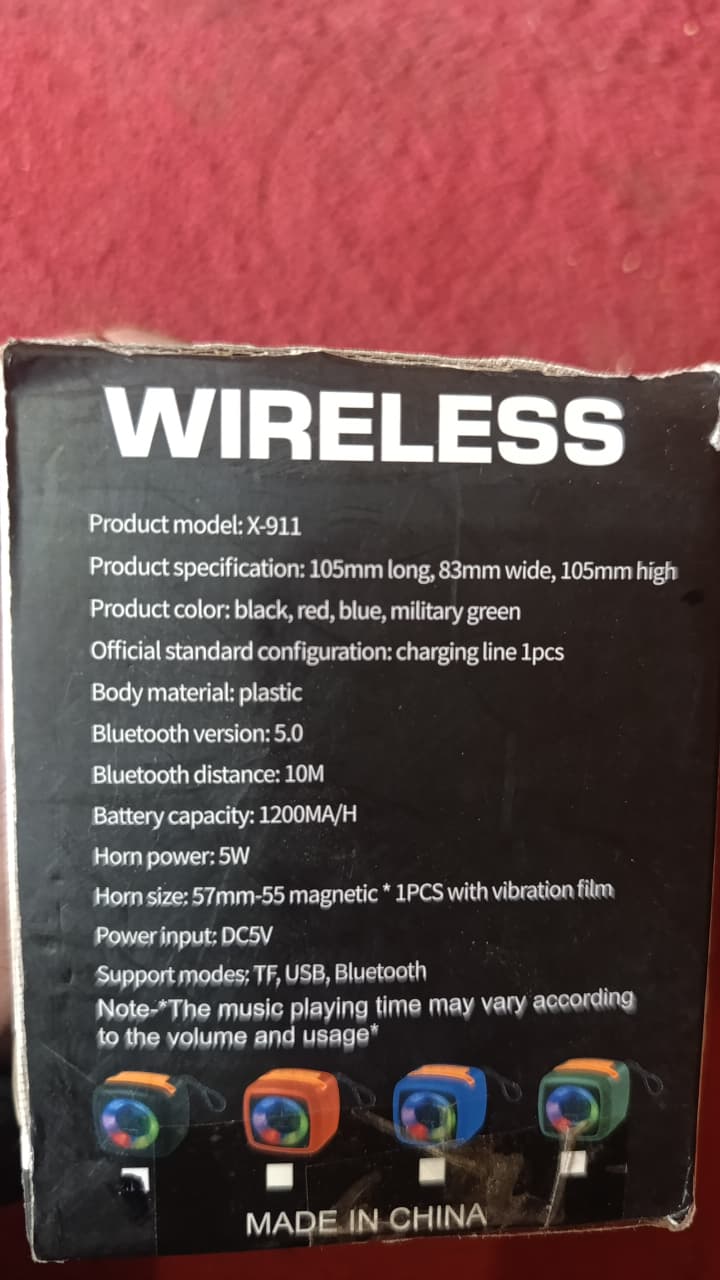 WIRELESS
Product model: X-911
Product specification: 105mm long, 83mm wide, 105mm high
Product color: black, red, blue, military green
Official standard configuration: charging line 1pcs
Body material: plastic
Bluetooth version: 5.0
Bluetooth distance: 10M
Battery capacity: 1200MA/H
Horn power: 5W
Horn size: 57mm-55 magnetic * 1PCS with vibration film
Power input: DC5V
Support modes: TF, USB, Bluetooth
Note-*The music playing time may vary according
to the volume and usage*
MADE IN CHINA